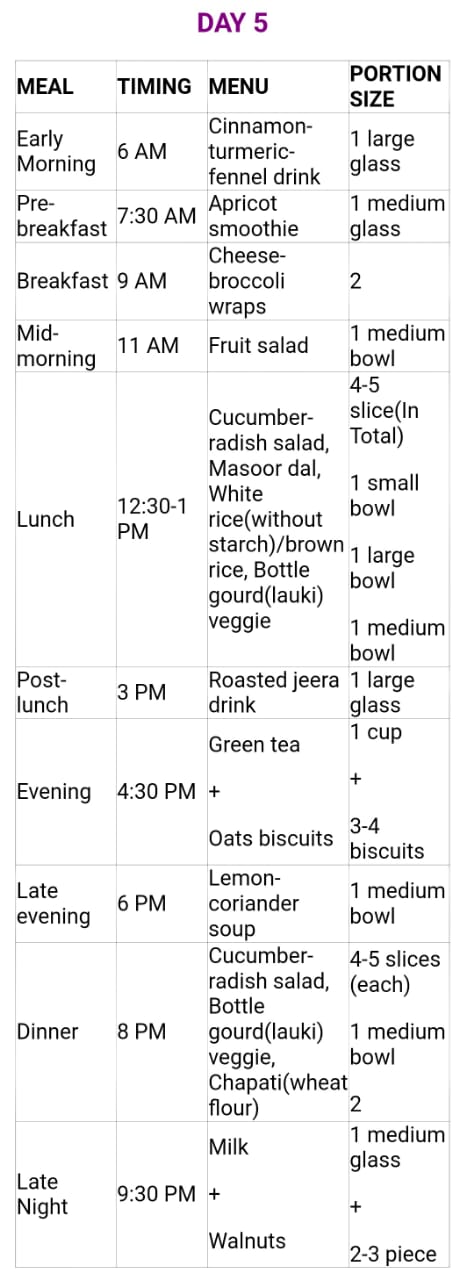 DAY 5
MEAL TIMING MENU PORTION SIZE
Early Morning 6 AM Cinnamon-turmeric-fennel drink 1 large glass
Pre-breakfast 7:30 AM Apricot smoothie 1 medium glass
Breakfast 9 AM Cheese-broccoli wraps 2
Mid-morning 11 AM Fruit salad 1 medium bowl
Lunch 12:30-1 PM Cucumber-radish salad, Masoor dal, White rice(without starch)/brown rice, Bottle gourd(lauki) veggie 4-5 slice(In Total) 1 small bowl 1 large bowl 1 medium bowl
Post-lunch 3 PM Roasted jeera drink 1 large glass
Evening 4:30 PM Green tea + Oats biscuits 1 cup + 3-4 biscuits
Late evening 6 PM Lemon-coriander soup 1 medium bowl
Dinner 8 PM Cucumber-radish salad, Bottle gourd(lauki) veggie, Chapati(wheat flour) 4-5 slices (each) 1 medium bowl 2
Late Night 9:30 PM Milk + Walnuts 1 medium glass + 2-3 piece